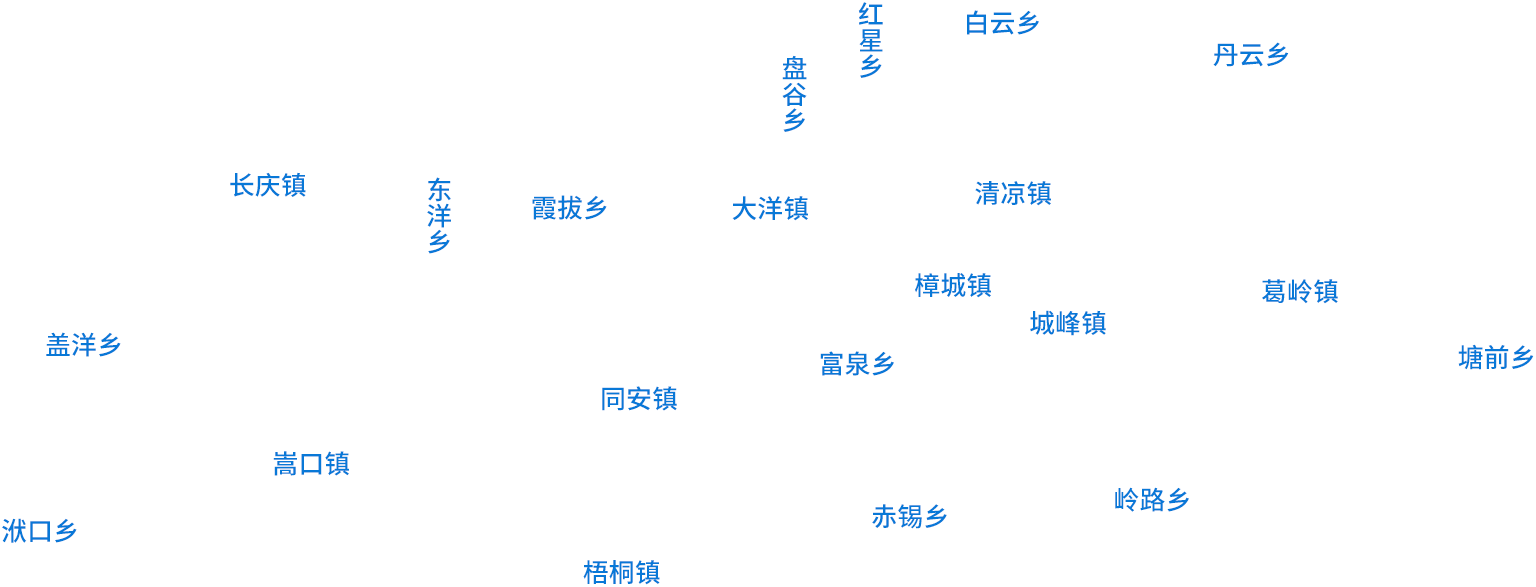 红星乡
白云乡
丹云乡
盘谷乡
长庆镇
东洋乡
霞拔乡
大洋镇
清凉镇
樟城镇
葛岭镇
城峰镇
盖洋乡
富泉乡
塘前乡
同安镇
嵩口镇
岭路乡
赤锡乡
洑口乡
梧桐镇